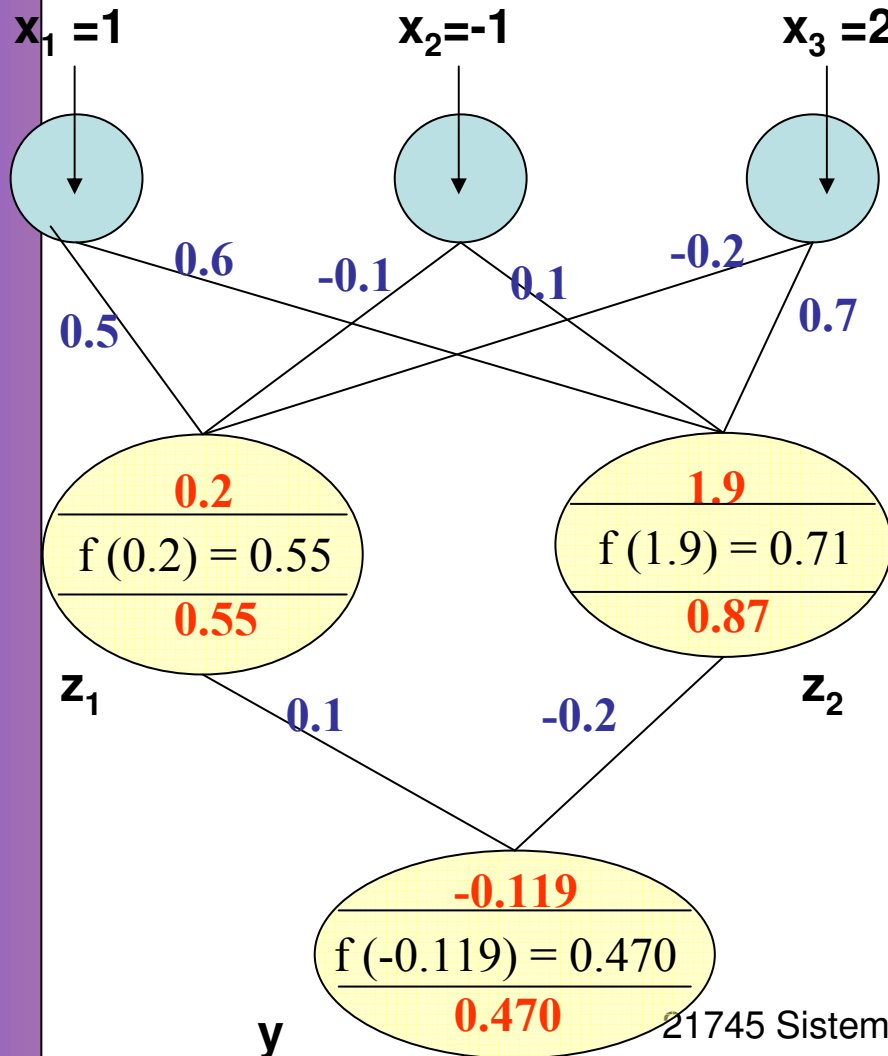 x₁ =1 x₂=-1 x₃ =2
0.6 -0.1 0.1 -0.2
0.5 0.7
0.2 1.9
f (0.2) = 0.55 f (1.9) = 0.71
0.55 0.87
z₁ z₂
0.1 -0.2
-0.119
f (-0.119) = 0.470
0.470
y 21745 Sistem